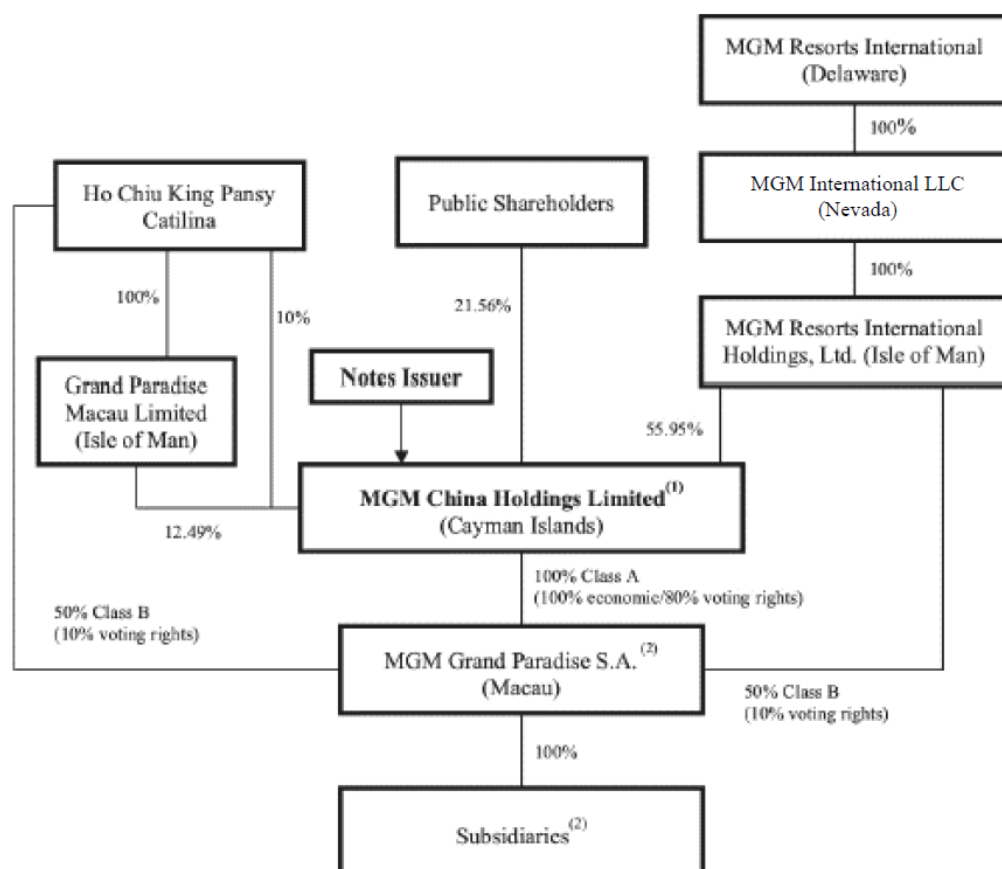 MGM Resorts International
(Delaware)
100%
Ho Chiu King Pansy
Catilina
Public Shareholders
MGM International LLC
(Nevada)
100%
10%
21.56%
100%
Grand Paradise
Macau Limited
(Isle of Man)
Notes Issuer
MGM Resorts International
Holdings, Ltd. (Isle of Man)
55.95%
12.49%
MGM China Holdings Limited(1)
(Cayman Islands)
100% Class A
(100% economic/80% voting rights)
50% Class B
(10% voting rights)
MGM Grand Paradise S.A. (2)
(Macau)
50% Class B
(10% voting rights)
100%
Subsidiaries(2)